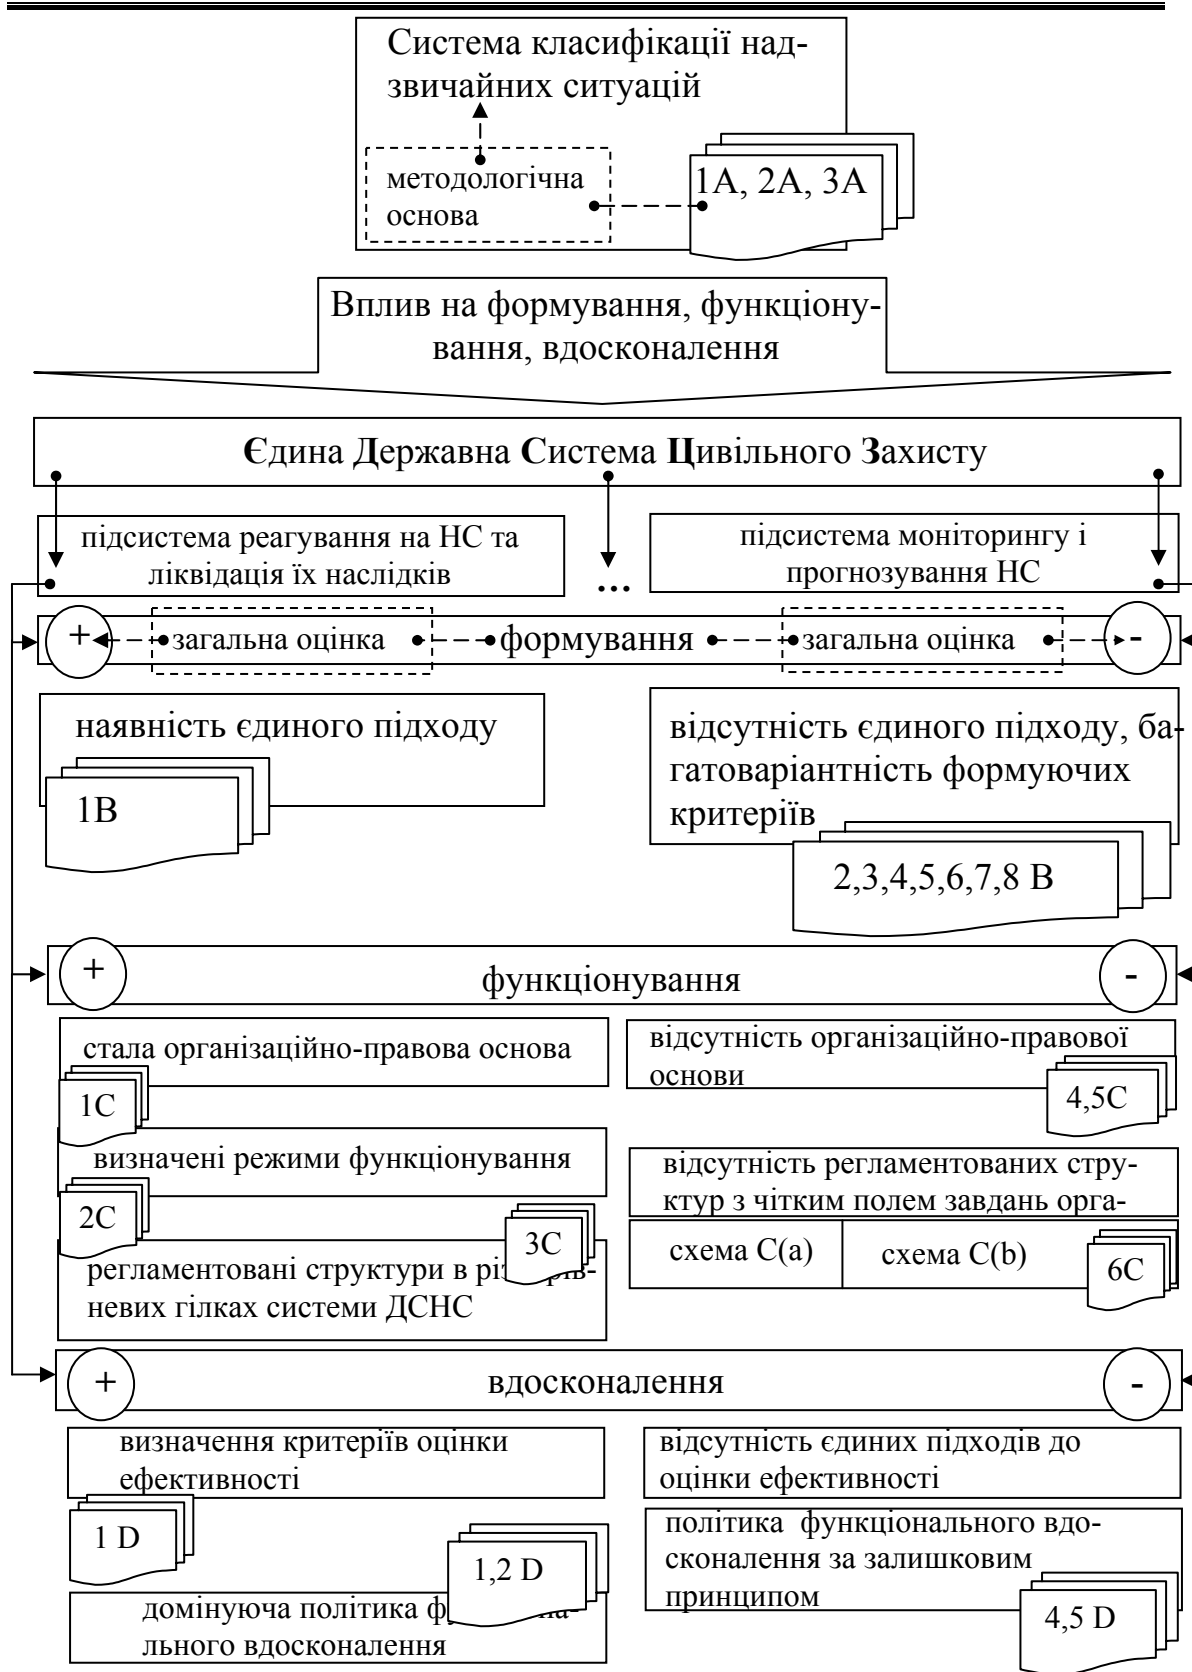 Система класифікації над-
звичайних ситуацій
методологічна
основа
1А, 2А, 3А
Вплив на формування, функціону-
вання, вдосконалення
Єдина Державна Система Цивільного Захисту
підсистема реагування на НС та
ліквідація їх наслідків
...
підсистема моніторингу і
прогнозування НС
+
загальна оцінка
формування
загальна оцінка
-
наявність єдиного підходу
1В
відсутність єдиного підходу, ба-
гатоваріантність формуючих
критеріїв
2,3,4,5,6,7,8 В
+
функціонування
-
стала організаційно-правова основа
1С
визначені режими функціонування
2С
3С
регламентовані структури в
невих гілках системи ДСНС
відсутність організаційно-правової
основи
4,5С
відсутність регламентованих стру-
ктур з чітким полем завдань орга-
схема С(а)
схема С(b)
6С
+
вдосконалення
-
визначення критеріїв оцінки
ефективності
1 D
1,2 D
домінуюча політика
льного вдосконалення
відсутність єдиних підходів до
оцінки ефективності
політика функціонального вдо-
сконалення за залишковим
принципом
4,5 D